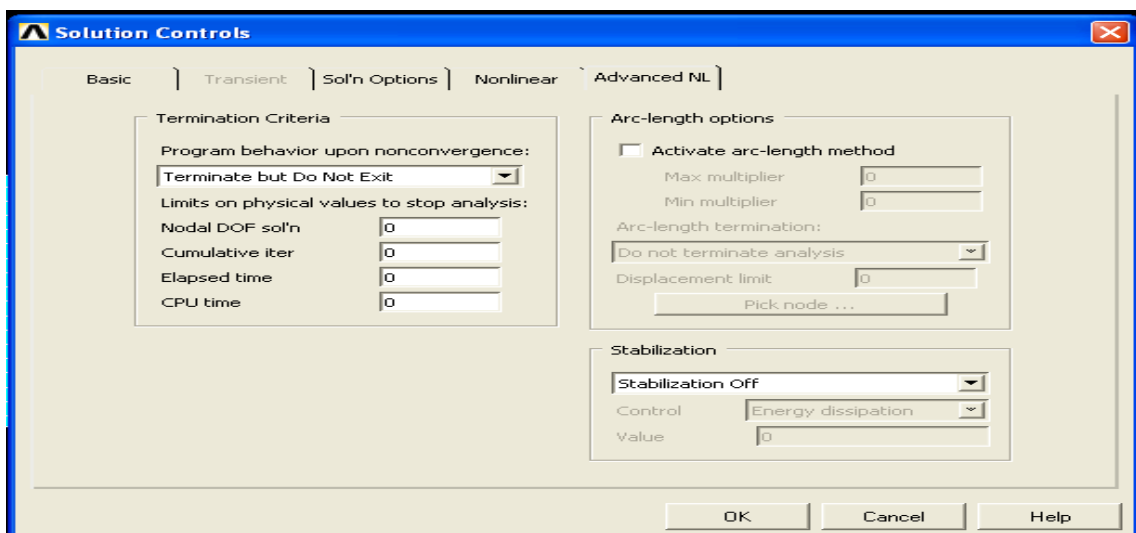 Solution Controls
Basic
Transient
Sol'n Options
Nonlinear
Advanced NL
Termination Criteria
Program behavior upon nonconvergence:
Terminate but Do Not Exit
Limits on physical values to stop analysis:
Nodal DOF sol'n 0
Cumulative iter 0
Elapsed time 0
CPU time 0
Arc-length options
Activate arc-length method
Max multiplier 0
Min multiplier 0
Arc-length termination:
Do not terminate analysis
Displacement limit 0
Pick node ...
Stabilization
Stabilization Off
Control Energy dissipation
Value 0
OK Cancel Help